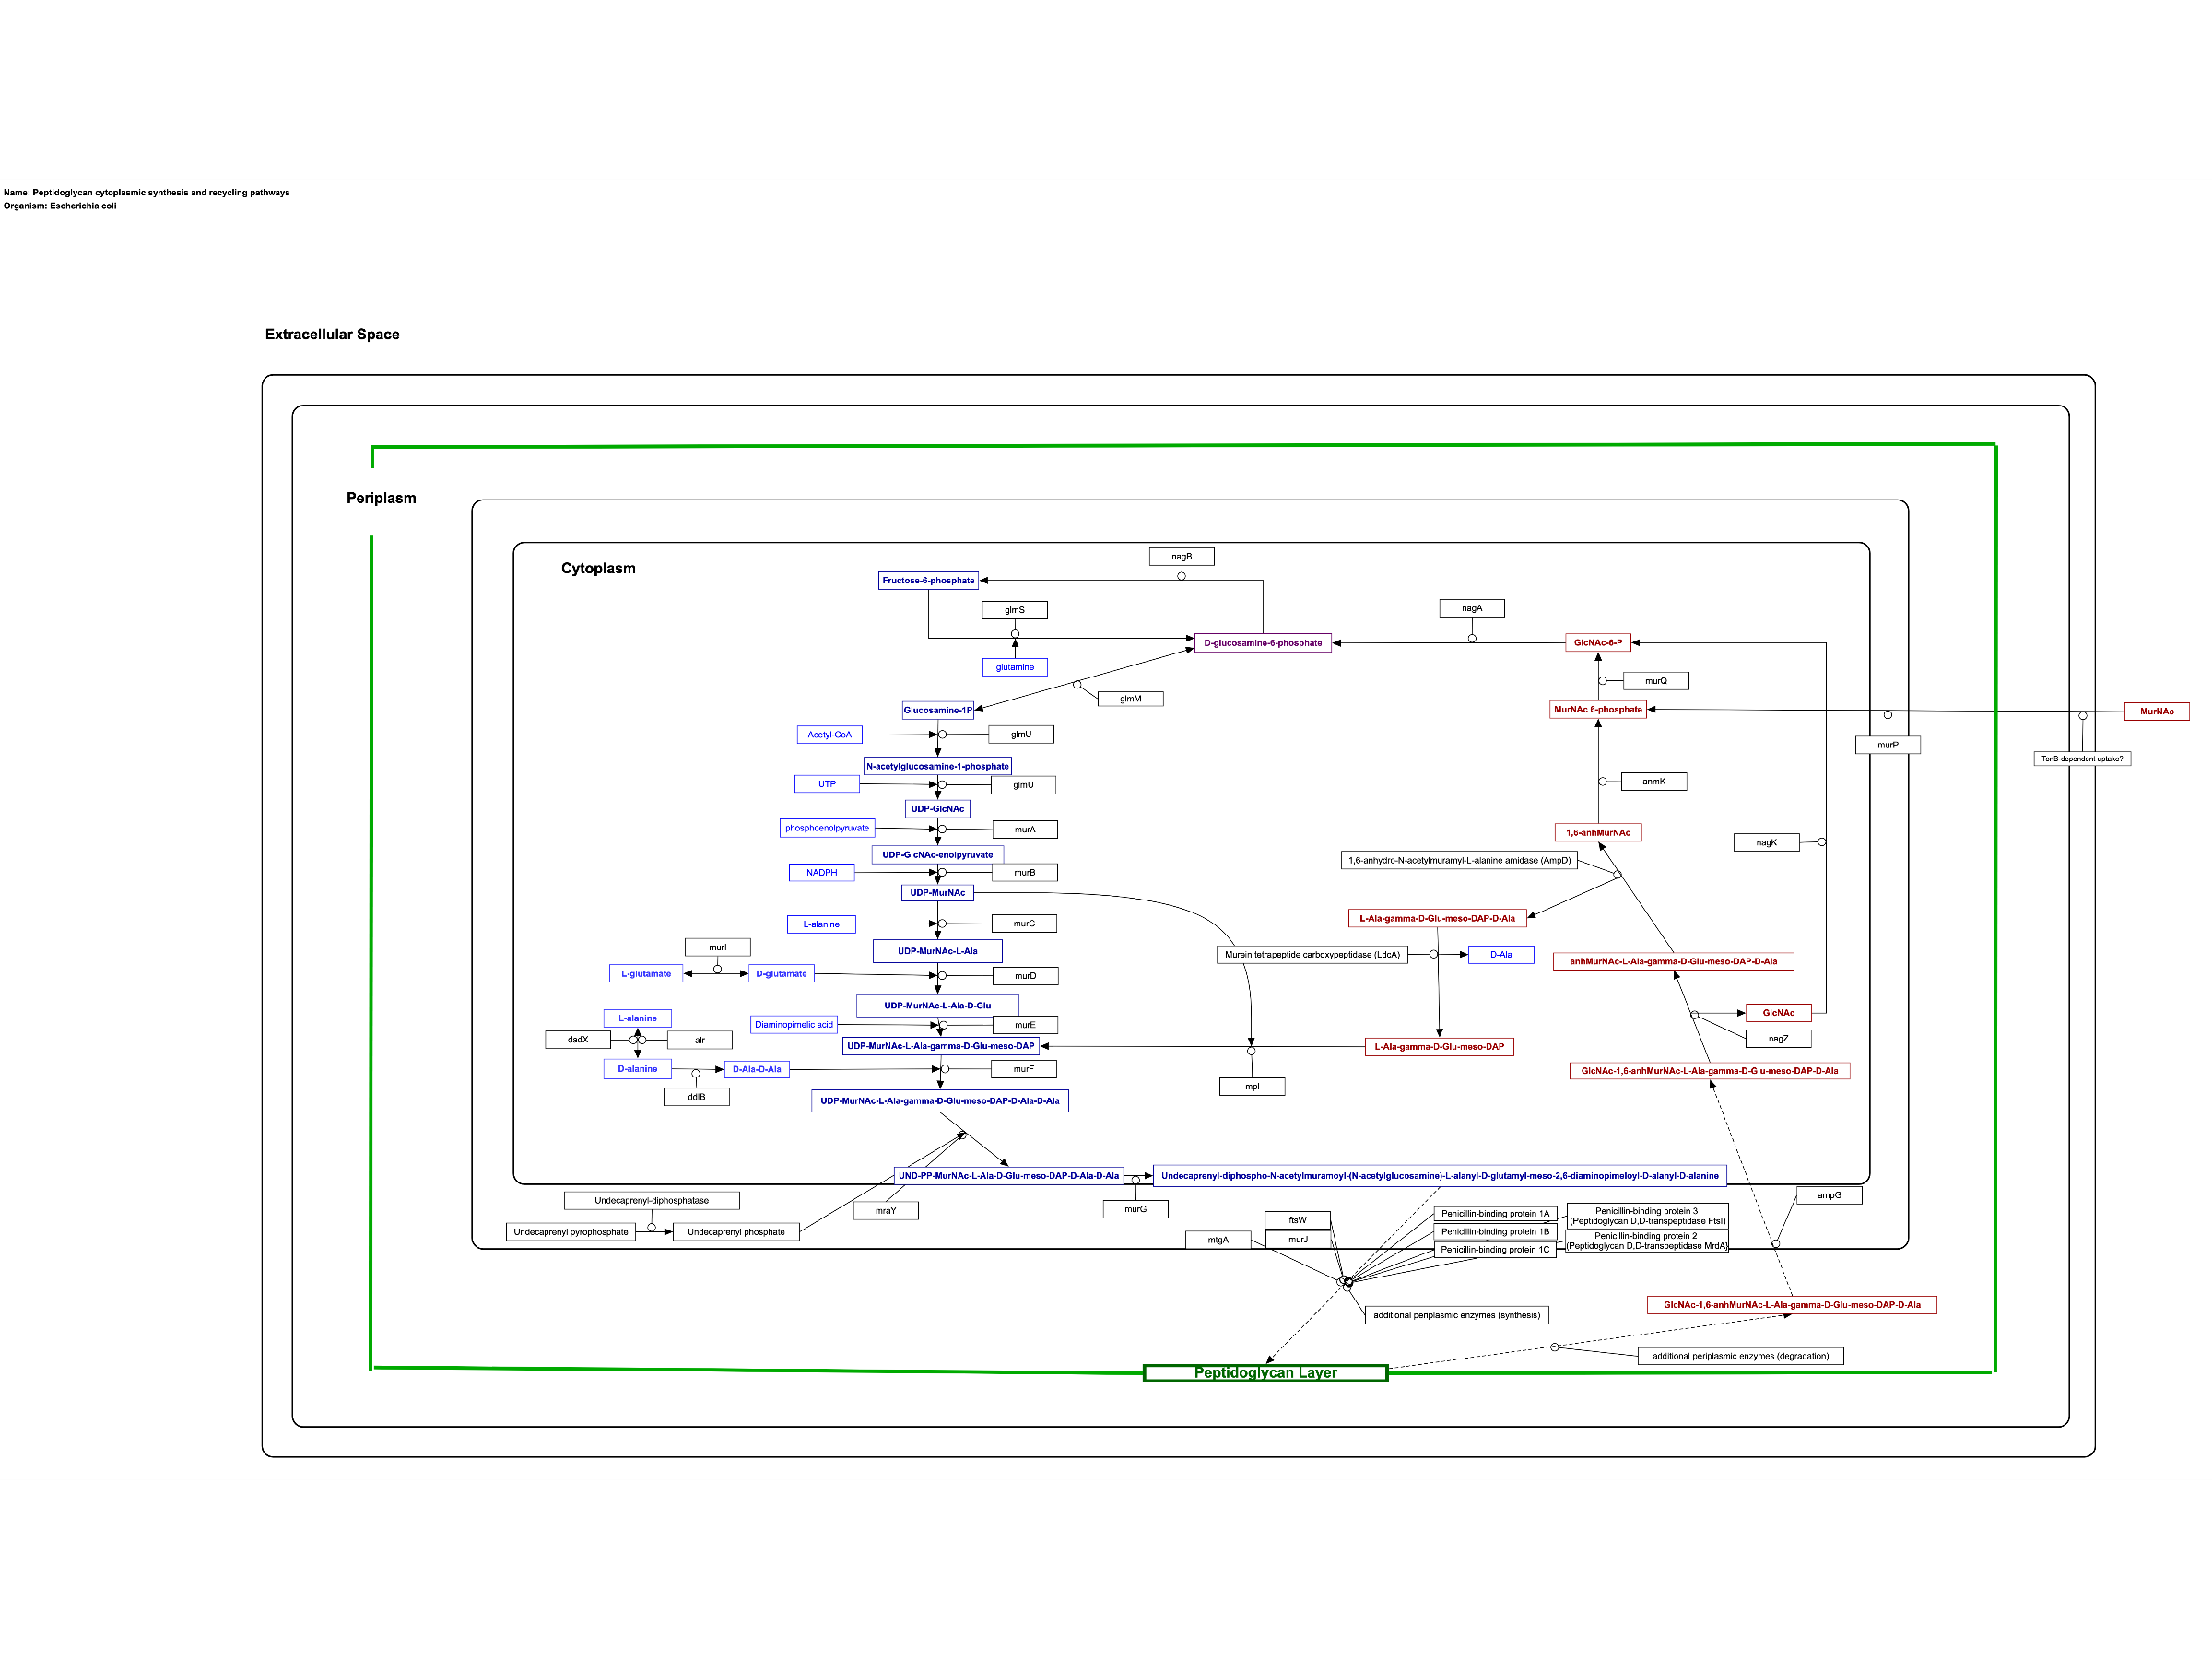 Name: Peptidoglycan cytoplasmic synthesis and recycling pathways
Organism: Escherichia coli
Extracellular Space
Periplasm
Cytoplasm
nagB
Fructose-6-phosphate
glmS
nagA
D-glucosamine-6-phosphate
GlcNAc-6-P
glutamine
murQ
glmM
Glucosamine-1P
MurNAc 6-phosphate
MurNAc
Acetyl-CoA
glmU
murP
TonB-dependent uptake?
N-acetylglucosamine-1-phosphate
UTP
glmU
anmK
UDP-GlcNAc
phosphoenolpyruvate
murA
1,6-anhMurNAc
nagK
UDP-GlcNAc-enolpyruvate
1,6-anhydro-N-acetylmuramyl-L-alanine amidase (AmpD)
NADPH
murB
UDP-MurNAc
L-alanine
murC
L-Ala-gamma-D-Glu-meso-DAP-D-Ala
murI
UDP-MurNAc-L-Ala
Murein tetrapeptide carboxypeptidase (LdcA)
D-Ala
anhMurNAc-L-Ala-gamma-D-Glu-meso-DAP-D-Ala
L-glutamate
D-glutamate
murD
UDP-MurNAc-L-Ala-D-Glu
GlcNAc
L-alanine
Diaminopimelic acid
murE
dadX
alr
nagZ
UDP-MurNAc-L-Ala-gamma-D-Glu-meso-DAP
L-Ala-gamma-D-Glu-meso-DAP
D-alanine
D-Ala-D-Ala
murF
GlcNAc-1,6-anhMurNAc-L-Ala-gamma-D-Glu-meso-DAP-D-Ala
mpl
ddlB
UDP-MurNAc-L-Ala-gamma-D-Glu-meso-DAP-D-Ala-D-Ala
UND-PP-MurNAc-L-Ala-D-Glu-meso-DAP-D-Ala-D-Ala
Undecaprenyl-diphospho-N-acetylmuramoyl-(N-acetylglucosamine)-L-alanyl-D-glutamyl-meso-2,6-diaminopimeloyl-D-alanyl-D-alanine
Undecaprenyl-diphosphatase
mraY
murG
ampG
Undecaprenyl pyrophosphate
Undecaprenyl phosphate
ftsW
Penicillin-binding protein 1A
Penicillin-binding protein 3
(Peptidoglycan D,D-transpeptidase FtsI)
mtgA
murJ
Penicillin-binding protein 1B
Penicillin-binding protein 2
(Peptidoglycan D,D-transpeptidase MrdA)
Penicillin-binding protein 1C
GlcNAc-1,6-anhMurNAc-L-Ala-gamma-D-Glu-meso-DAP-D-Ala
additional periplasmic enzymes (synthesis)
additional periplasmic enzymes (degradation)
Peptidoglycan Layer